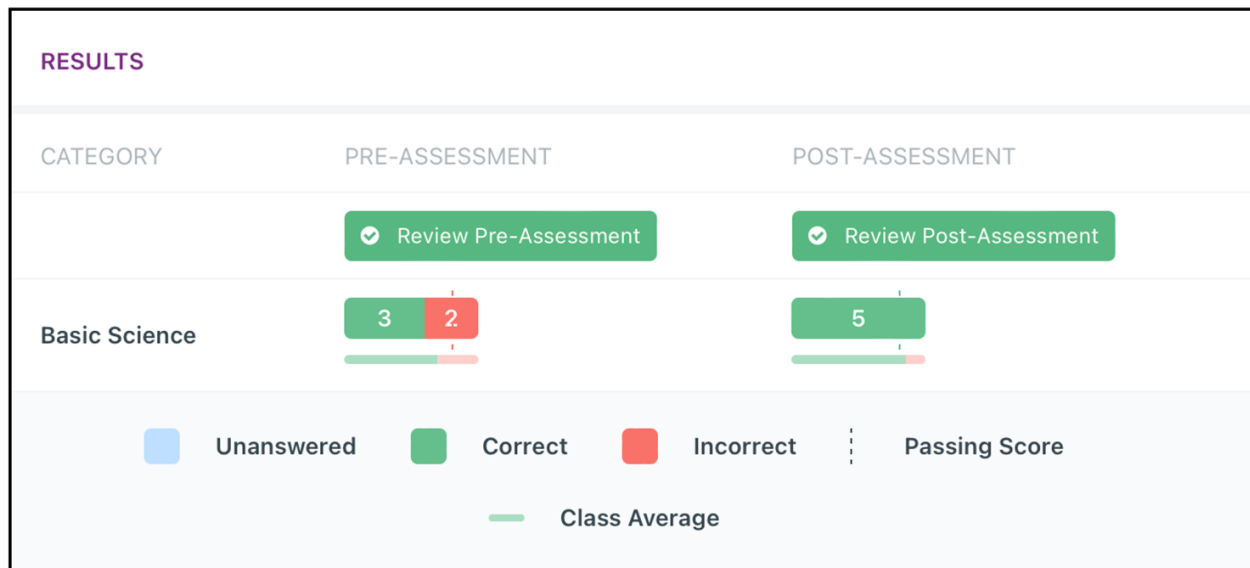 RESULTS
CATEGORY PRE-ASSESSMENT POST-ASSESSMENT
Review Pre-Assessment Review Post-Assessment
Basic Science 3 2 5
Unanswered Correct Incorrect Passing Score
Class Average